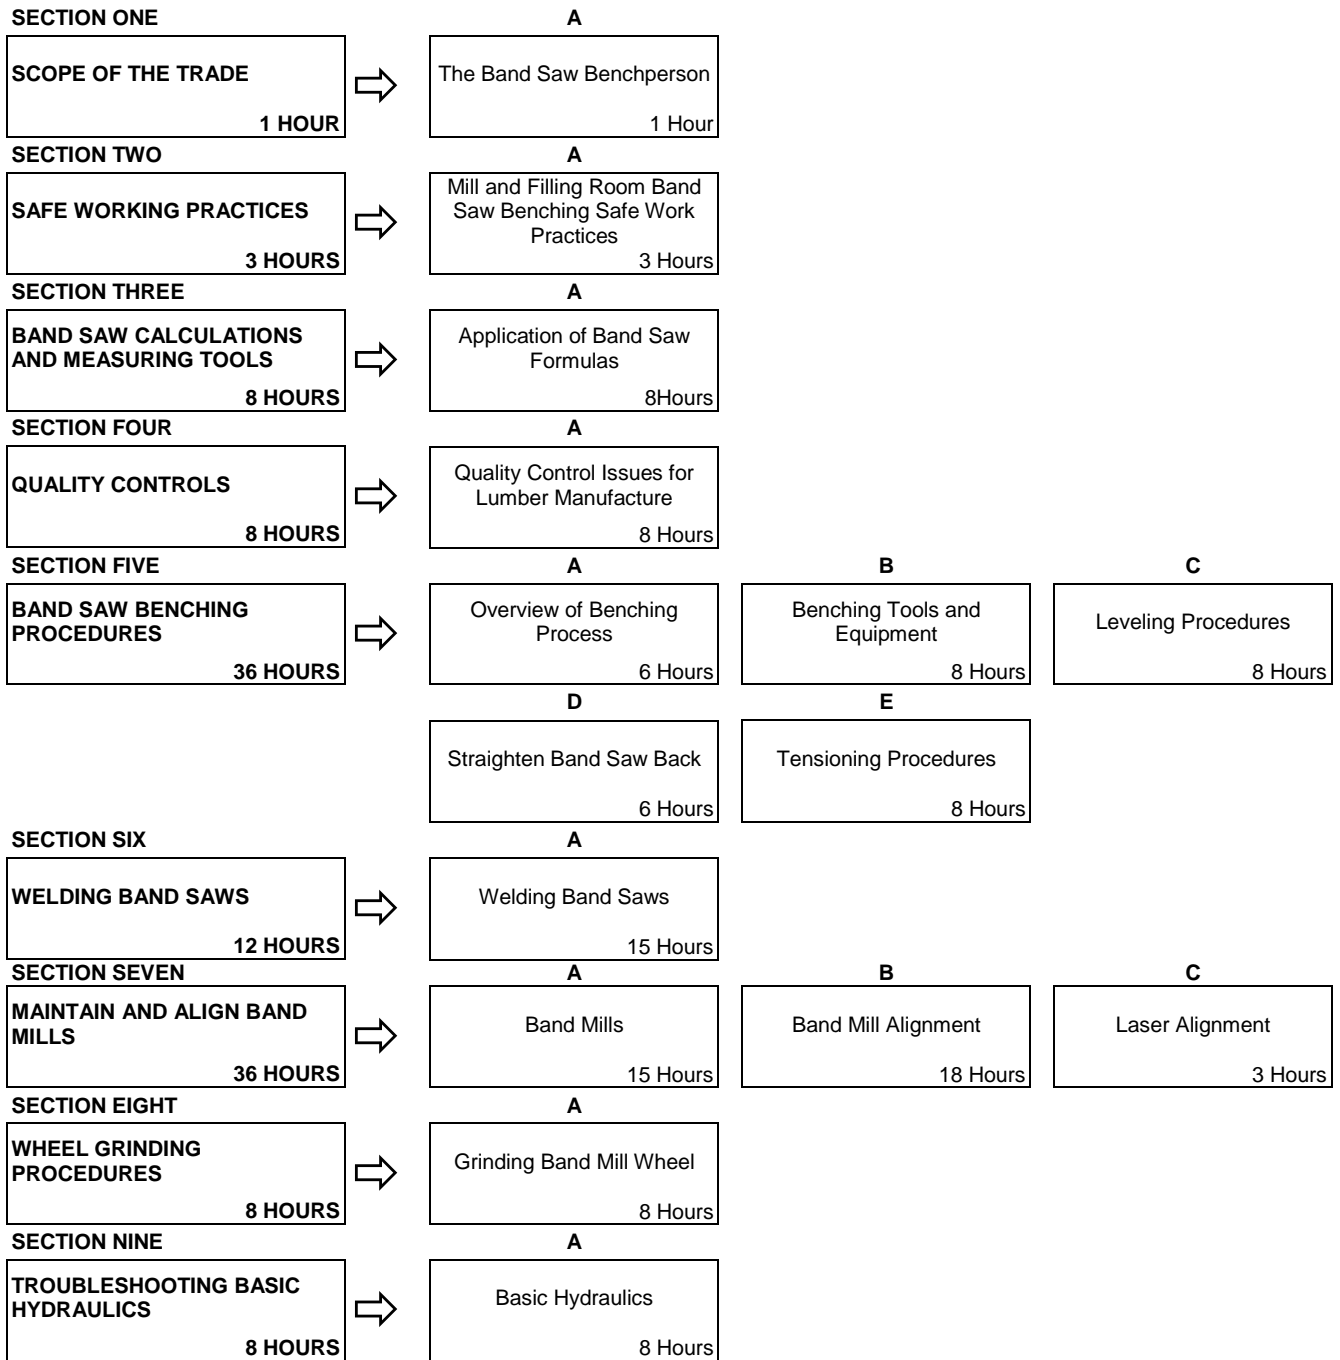 SECTION ONE
A
SCOPE OF THE TRADE
1 HOUR
The Band Saw Benchperson
1 Hour
SECTION TWO
A
SAFE WORKING PRACTICES
3 HOURS
Mill and Filling Room Band
Saw Benching Safe Work
Practices
3 Hours
SECTION THREE
A
BAND SAW CALCULATIONS
AND MEASURING TOOLS
8 HOURS
Application of Band Saw
Formulas
8Hours
SECTION FOUR
A
QUALITY CONTROLS
8 HOURS
Quality Control Issues for
Lumber Manufacture
8 Hours
SECTION FIVE
A
B
C
BAND SAW BENCHING
PROCEDURES
36 HOURS
Overview of Benching
Process
6 Hours
Benching Tools and
Equipment
8 Hours
Leveling Procedures
8 Hours
D
E
Straighten Band Saw Back
6 Hours
Tensioning Procedures
8 Hours
SECTION SIX
A
WELDING BAND SAWS
12 HOURS
Welding Band Saws
15 Hours
SECTION SEVEN
A
B
C
MAINTAIN AND ALIGN BAND
MILLS
36 HOURS
Band Mills
15 Hours
Band Mill Alignment
18 Hours
Laser Alignment
3 Hours
SECTION EIGHT
A
WHEEL GRINDING
PROCEDURES
8 HOURS
Grinding Band Mill Wheel
8 Hours
SECTION NINE
A
TROUBLESHOOTING BASIC
HYDRAULICS
8 HOURS
Basic Hydraulics
8 Hours